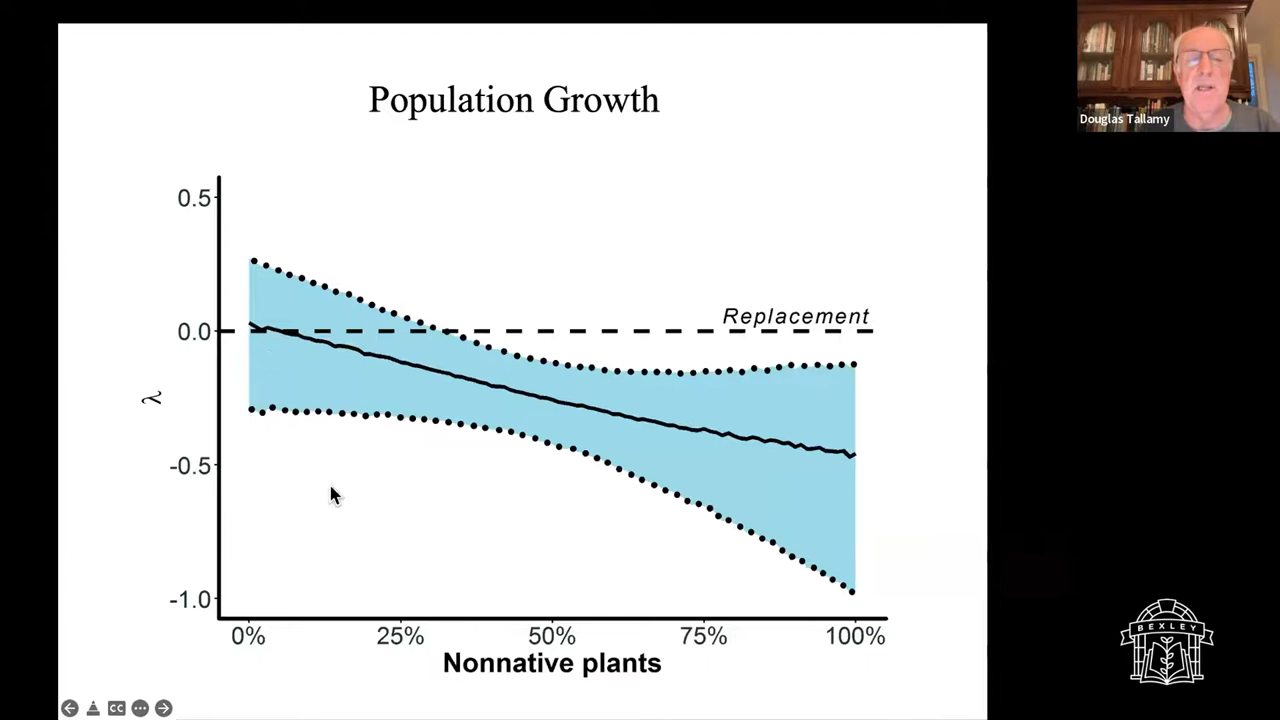 Population Growth
Douglas Tallamy
0.5
Replacement
0.0
λ
-0.5
-1.0
0%
25%
50%
75%
100%
Nonnative plants
CC
BEXLEY